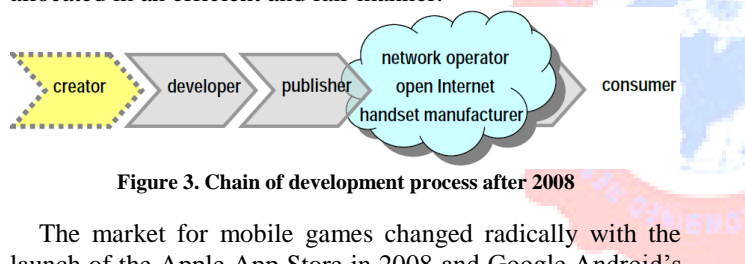 allocated in an efficient and fair manner.
creator
developer
publisher
network operator
open Internet
handset manufacturer
consumer
Figure 3. Chain of development process after 2008
The market for mobile games changed radically with the
launch of the Apple App Store in 2008 and Google Android's